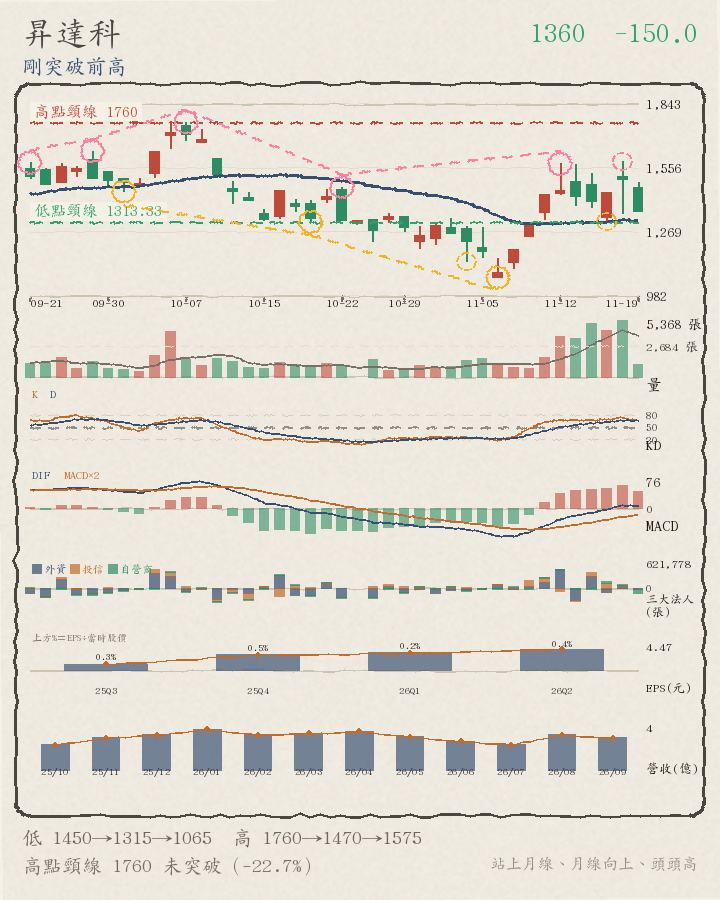 昇達科
1360 -150.0
剛突破前高
高點頸線 1760
低點頸線 1313.33
1,843
1,556
1,269
982
09-21 09-30 10-07 10-15 10-22 10-29 11-05 11-12 11-19
5,368 張
2,684 張
量
K D
80
50
20
KD
DIF MACD×2
76
0
MACD
外資 投信 自營商
621,778
0
三大法人
(張)
上方%=EPS÷當時股價
0.3% 0.5% 0.2% 0.4%
4.47
25Q3 25Q4 26Q1 26Q2
EPS(元)
4
25/10 25/11 25/12 26/01 26/02 26/03 26/04 26/05 26/06 26/07 26/08 26/09
營收(億)
低 1450→1315→1065 高 1760→1470→1575
高點頸線 1760 未突破 (-22.7%)
站上月線、月線向上、頭頭高